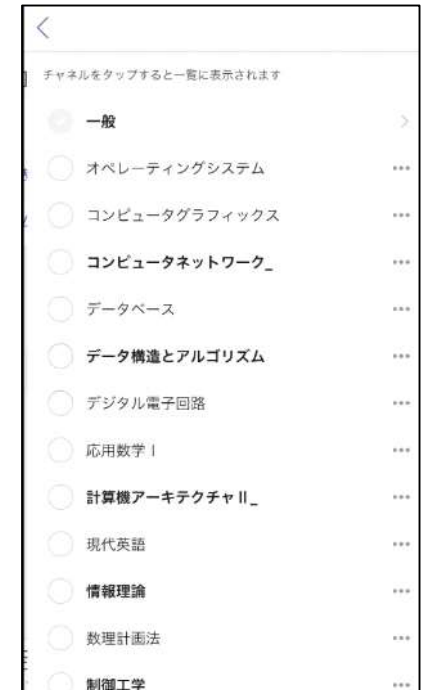 チャネルをタップすると一覧に表示されます
一般
オペレーティングシステム
コンピュータグラフィックス
コンピュータネットワーク_
データベース
データ構造とアルゴリズム
デジタル電子回路
応用数学 I
計算機アーキテクチャ II_
現代英語
情報理論
数理計画法
制御工学